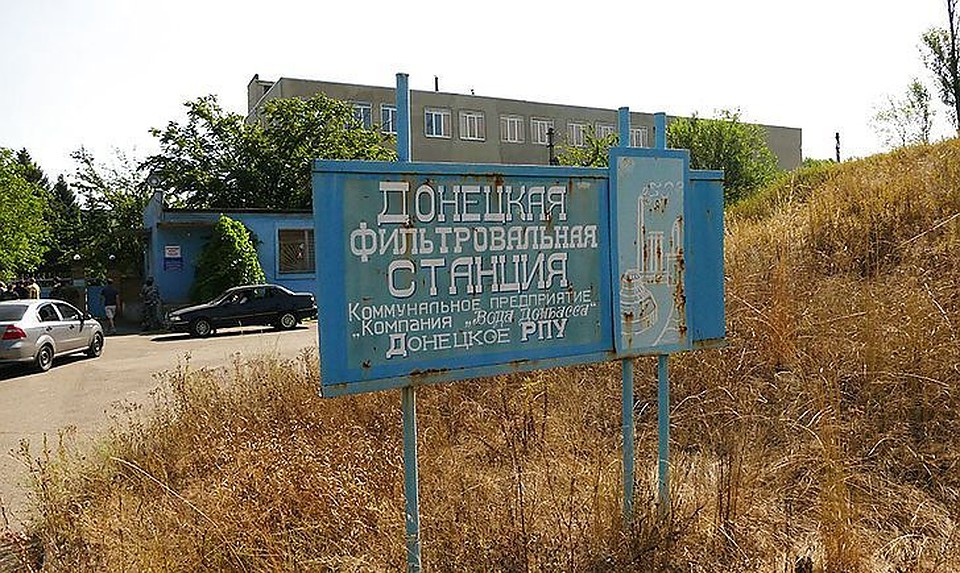 ДОНЕЦКАЯ
ФИЛЬТРОВАЛЬНАЯ
СТАНЦИЯ
КОММУНАЛЬНОЕ ПРЕДПРИЯТИЕ
„КОМПАНИЯ „ВОДА ДОНБАССА"
ДОНЕЦКОЕ РПУ